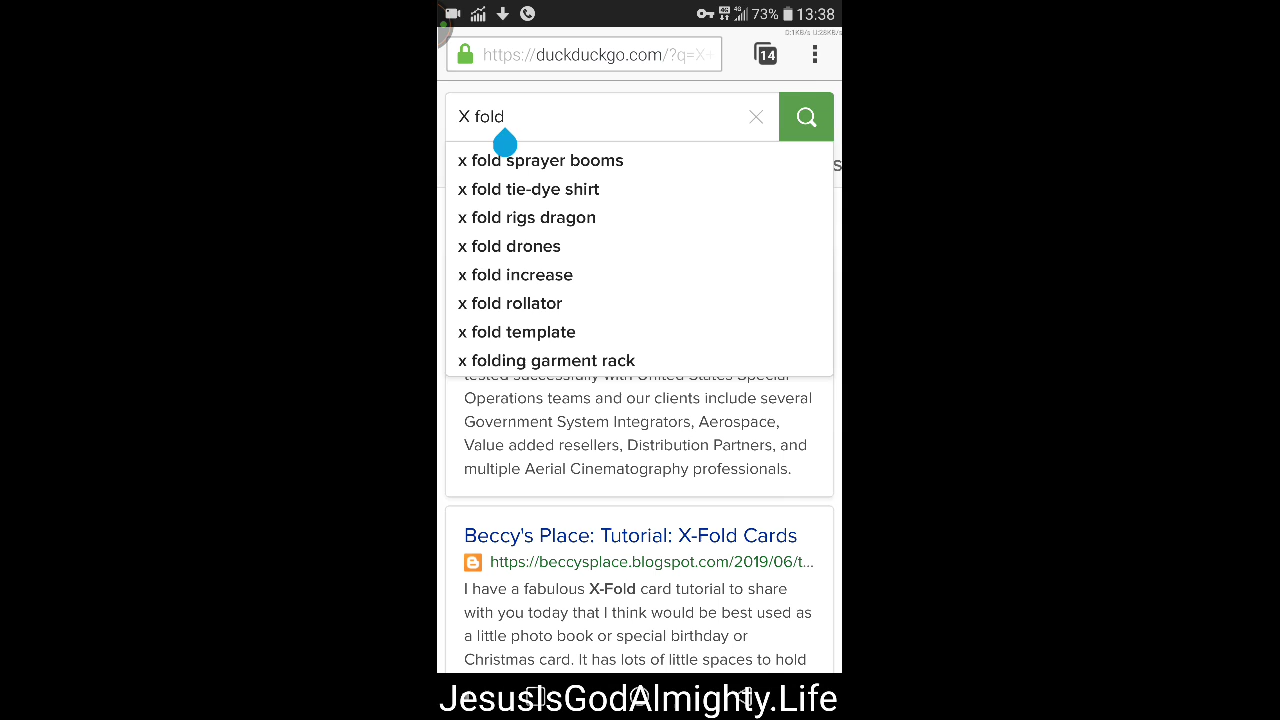 73% 13:38
D:1KB/s U:26KB/s
https://duckduckgo.com/?q=X+
14
X fold
x fold sprayer booms
x fold tie-dye shirt
x fold rigs dragon
x fold drones
x fold increase
x fold rollator
x fold template
x folding garment rack
Operations teams and our clients include several
Government System Integrators, Aerospace,
Value added resellers, Distribution Partners, and
multiple Aerial Cinematography professionals.
Beccy's Place: Tutorial: X-Fold Cards
https://beccysplace.blogspot.com/2019/06/t...
I have a fabulous X-Fold card tutorial to share
with you today that I think would be best used as
a little photo book or special birthday or
Christmas card. It has lots of little spaces to hold
JesusIsGodAlmighty.Life